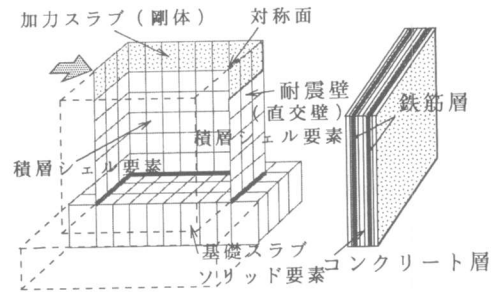 加力スラブ（剛体）
対称面
耐震壁
（直交壁）
積層シェル要素
積層シェル要素
基礎スラブ
ソリッド要素
鉄筋層
コンクリート層